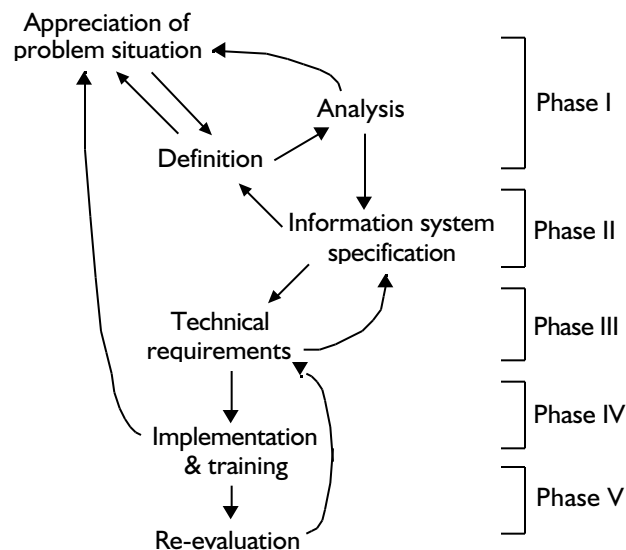 Appreciation of
problem situation
Analysis
Phase I
Definition
Information system
specification
Phase II
Technical
requirements
Phase III
Implementation
& training
Phase IV
Re-evaluation
Phase V